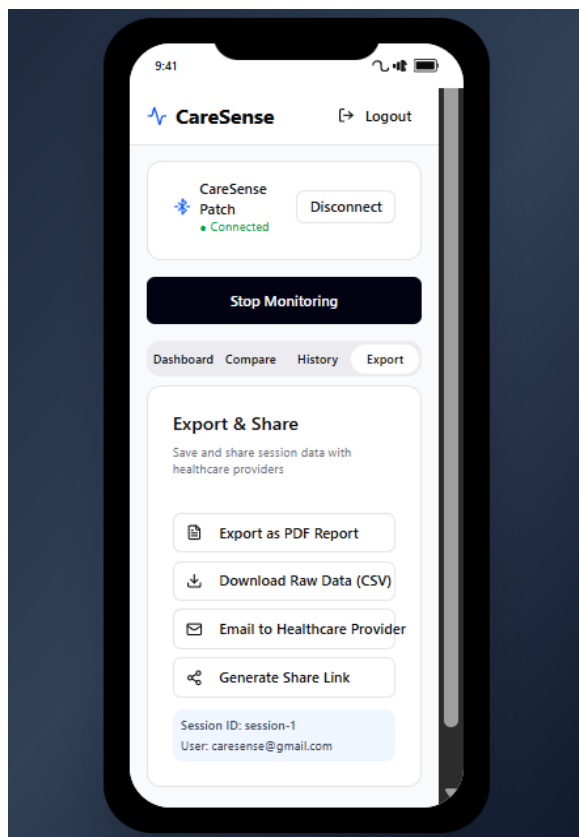 9:41
CareSense
Logout
CareSense
Patch
Connected
Disconnect
Stop Monitoring
Dashboard Compare History Export
Export & Share
Save and share session data with
healthcare providers
Export as PDF Report
Download Raw Data (CSV)
Email to Healthcare Provider
Generate Share Link
Session ID: session-1
User: caresense@gmail.com